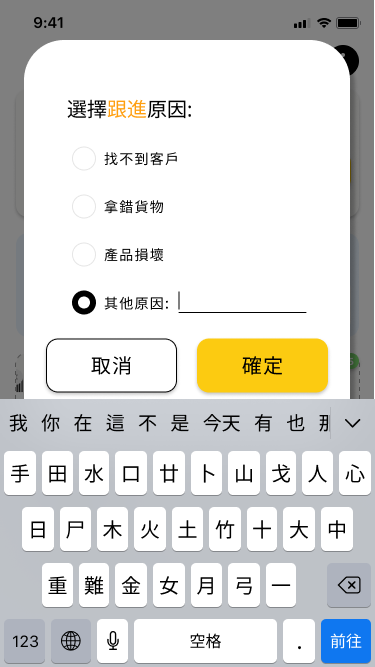 9:41
選擇跟進原因:
找不到客戶
拿錯貨物
產品損壞
其他原因:
取消 確定
我 你 在 這 不 是 今天 有 也
手 田 水 口 廿 卜 山 戈 人 心
日 尸 木 火 土 竹 十 大 中
重 難 金 女 月 弓 一
123 空格 . 前往